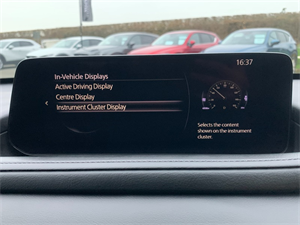 16:37
In-Vehicle Displays
Active Driving Display
Centre Display
Instrument Cluster Display
Selects the content
shown on the instrument
cluster.